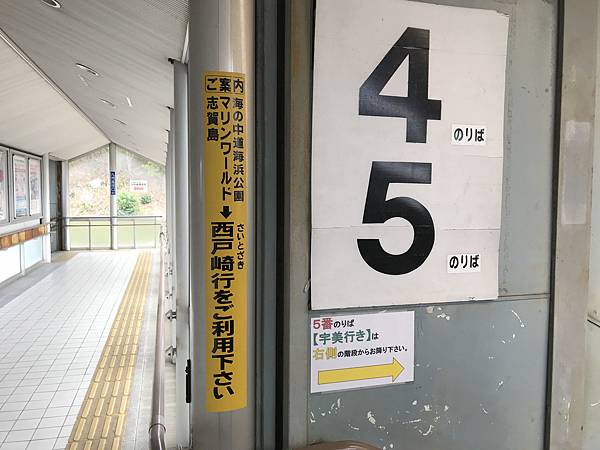 ご案内
海の中道海浜公園
マリンワールド
志賀島
➔
さいとざき
西戸崎行をご利用下さい
4
のりば
5
のりば
5番のりば
【宇美行き】は
右側の階段からお降り下さい。